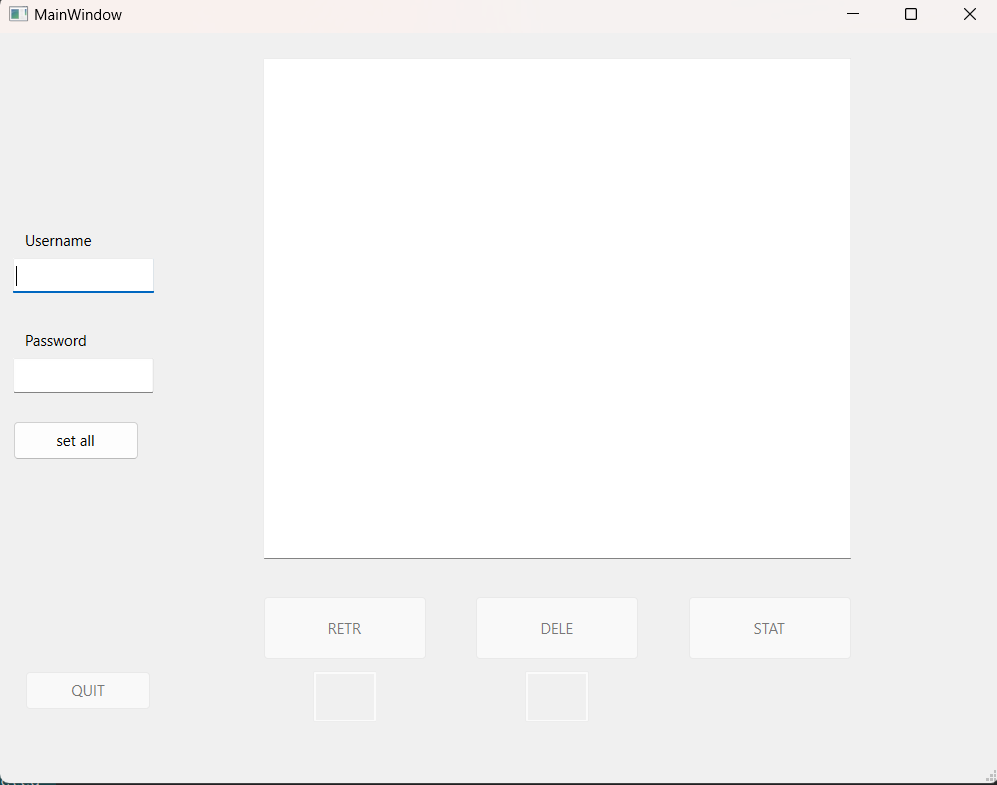 MainWindow
Username
Password
set all
RETR
DELE
STAT
QUIT